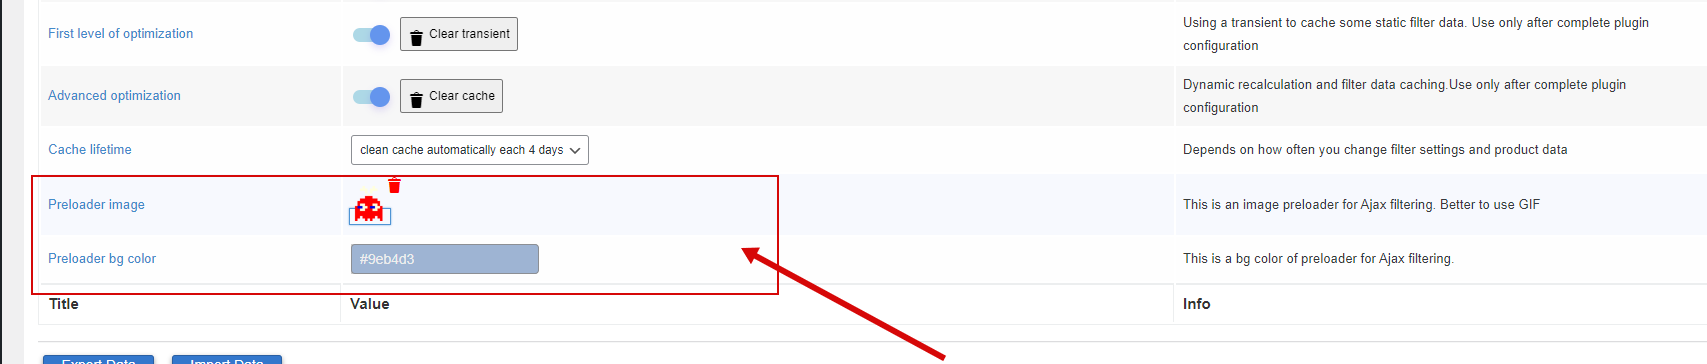 First level of optimization
Clear transient
Using a transient to cache some static filter data. Use only after complete plugin
configuration
Advanced optimization
Clear cache
Dynamic recalculation and filter data caching.Use only after complete plugin
configuration
Cache lifetime
clean cache automatically each 4 days
Depends on how often you change filter settings and product data
Preloader image
This is an image preloader for Ajax filtering. Better to use GIF
Preloader bg color
#9eb4d3
This is a bg color of preloader for Ajax filtering.
Title
Value
Info
Export Data
Import Data